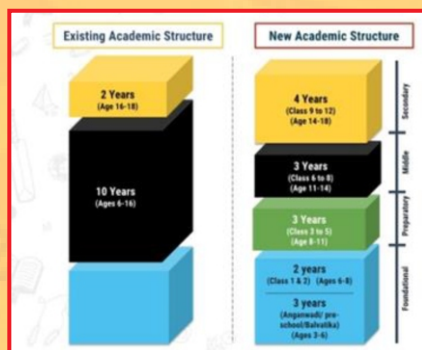 Existing Academic Structure
New Academic Structure
2 Years
(Age 16-18)
10 Years
(Ages 6-16)
4 Years
(Class 9 to 12)
(Age 14-18)
3 Years
(Class 6 to 8)
(Age 11-14)
3 Years
(Class 3 to 5)
(Age 8-11)
2 years
(Class 1 & 2) (Ages 6-8)
3 years
(Anganwadi/ pre-
school/Balvatika)
(Ages 3-6)
Secondary
Middle
Preparatory
Foundational